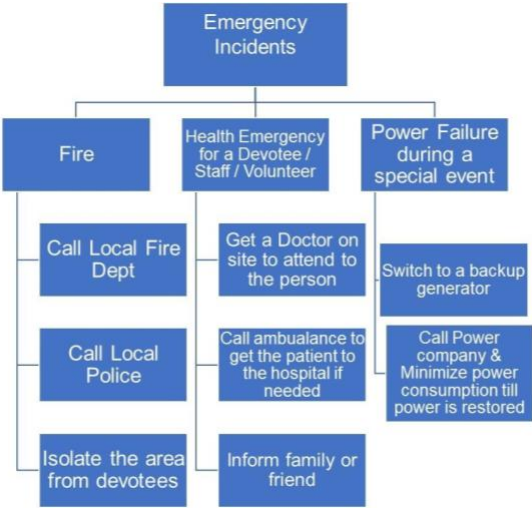 Emergency
Incidents
Fire
Call Local Fire
Dept
Call Local
Police
Isolate the area
from devotees
Health Emergency
for a Devotee /
Staff / Volunteer
Get a Doctor on
site to attend to
the person
Call ambualance to
get the patient to
the hospital if
needed
Inform family or
friend
Power Failure
during a
special event
Switch to a backup
generator
Call Power
company &
Minimize power
consumption till
power is restored